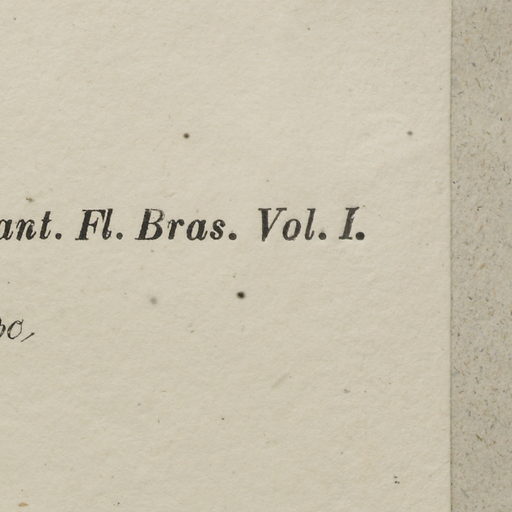 ant. Fl. Bras. Vol. I.